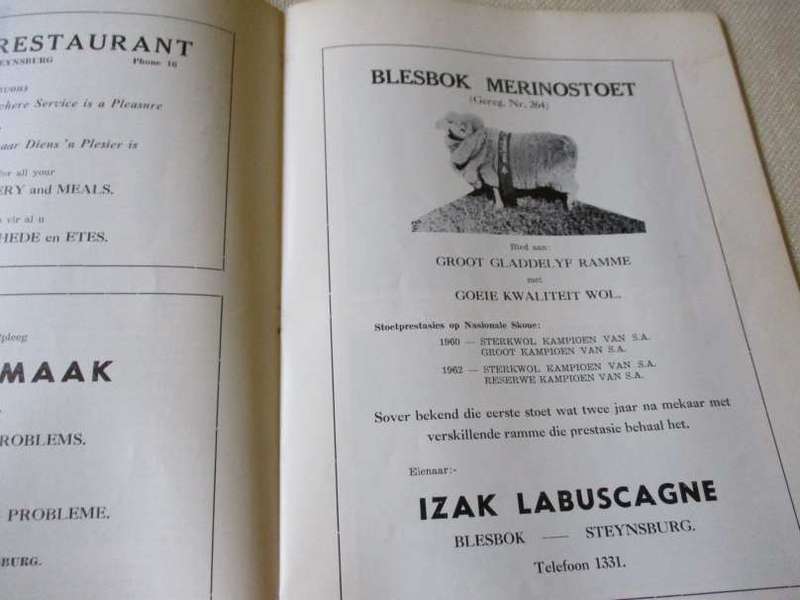 RESTAURANT
Phone 16
here Service is a Pleasure
aar Diens 'n Plesier is
for all your
ERY and MEALS.
vir al u
HEDE en ETES.
pleeg
MAAK
ROBLEMS.
PROBLEME.
BURG.
BLESBOK MERINOSTOET
(Gereg. Nr. 264)
Bied aan:
GROOT GLADDELYF RAMME
met
GOEIE KWALITEIT WOL.
Stoetprestasies op Nasionale Skoue:
1960 — STERKWOL KAMPIOEN VAN S.A.
GROOT KAMPIOEN VAN S.A.
1962 — STERKWOL KAMPIOEN VAN S.A.
RESERWE KAMPIOEN VAN S.A.
Sover bekend die eerste stoet wat twee jaar na mekaar met
verskillende ramme die prestasie behaal het.
Eienaar:-
IZAK LABUSCAGNE
BLESBOK — STEYNSBURG.
Telefoon 1331.